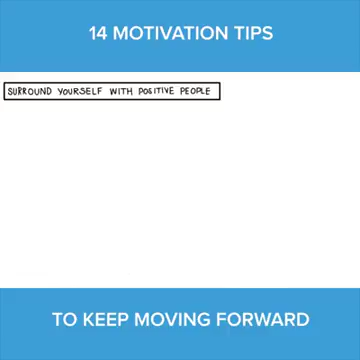 14 MOTIVATION TIPS
SURROUND YOURSELF WITH POSITIVE PEOPLE
TO KEEP MOVING FORWARD